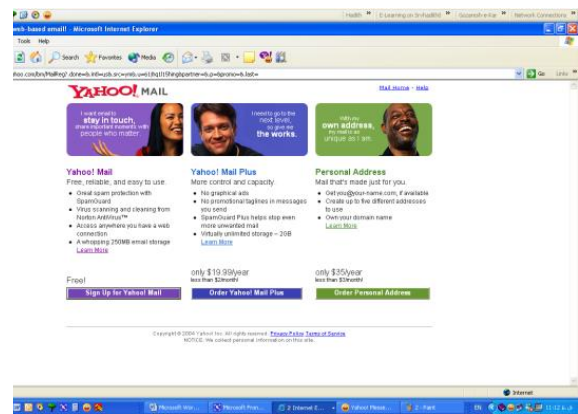 Health
E-Learning on Srvhadith1
Network Connections
web-based email! - Microsoft Internet Explorer
Tools Help
Search Favorites Media
Go Links
YAHOO! MAIL
Mail Home - Help
I want email to
stay in touch,
share important moments with
people who matter
I need to go to the
next level,
so give me
the works.
With my
own address,
my mail is as
unique as I am.
Yahoo! Mail
Free, reliable, and easy to use.
Great spam protection with
SpamGuard
Virus scanning and cleaning from
Norton AntiVirus™
Access anywhere you have a web
connection
A whopping 250MB email storage
Learn More
Yahoo! Mail Plus
More control and capacity
No graphical ads
No promotional taglines in messages
you send
SpamGuard Plus helps stop even
more unwanted mail
Virtually unlimited storage – 2GB
Learn More
Personal Address
Mail that's made just for you.
Get you@your-name.com, if available
Create up to five different addresses
to use
Own your domain name
Learn More
Free!
Sign Up for Yahoo! Mail
only $19.99/year
less than $2/month!
Order Yahoo! Mail Plus
only $35/year
less than $3/month!
Order Personal Address
Copyright © 2004 Yahoo! Inc. All rights reserved. Privacy Policy Terms of Service
NOTICE: We collect personal information on this site.
Internet
Microsoft Wor...
Microsoft Fron...
2 Internet E...
Yahoo! Messe...
2 - Paint
EN